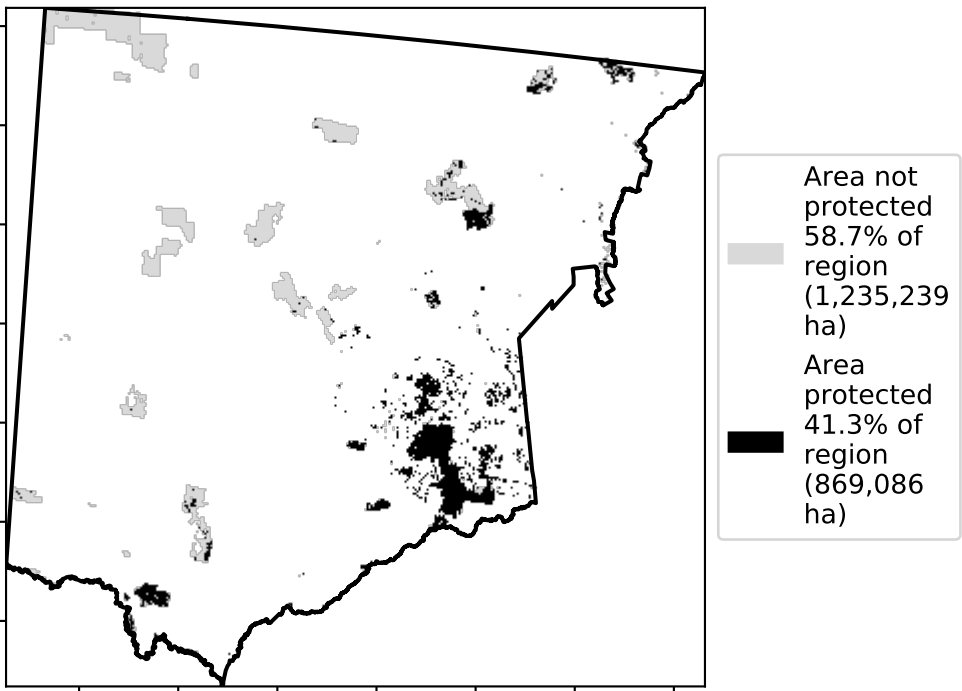 Area not
protected
58.7% of
region
(1,235,239
ha)
Area
protected
41.3% of
region
(869,086
ha)